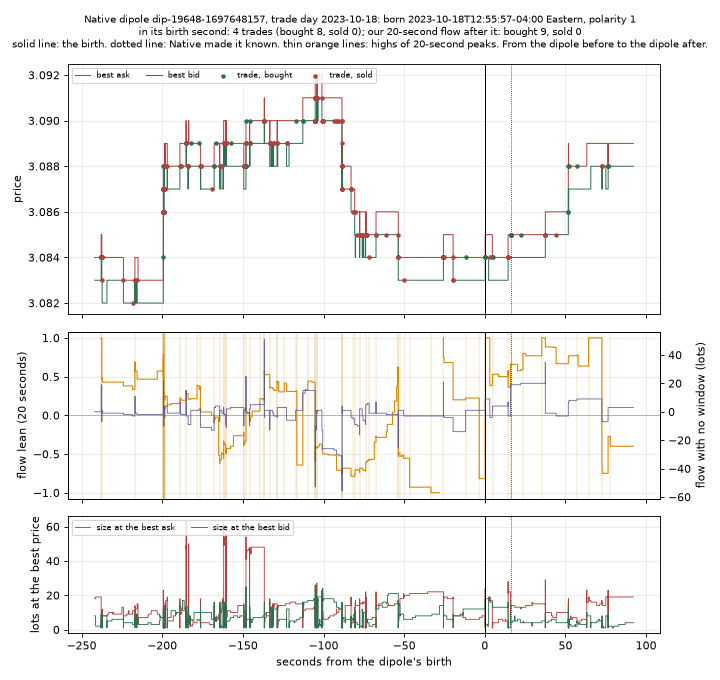 Native dipole dip-19648-1697648157, trade day 2023-10-18: born 2023-10-18T12:55:57-04:00 Eastern, polarity 1
in its birth second: 4 trades (bought 8, sold 0); our 20-second flow after it: bought 9, sold 0
solid line: the birth. dotted line: Native made it known. thin orange lines: highs of 20-second peaks. From the dipole before to the dipole after.
best ask best bid trade, bought trade, sold
3.092
3.090
3.088
3.086
3.084
3.082
price
1.0
0.5
0.0
−0.5
−1.0
flow lean (20 seconds)
40
20
0
−20
−40
−60
flow with no window (lots)
size at the best ask size at the best bid
60
40
20
0
lots at the best price
−250 −200 −150 −100 −50 0 50 100
seconds from the dipole's birth